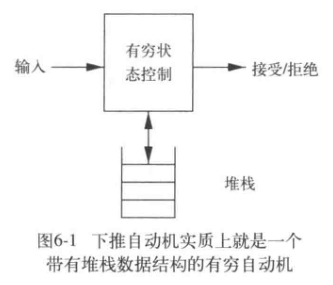 有穷状
态控制
输入
接受/拒绝
堆栈
图6-1 下推自动机实质上就是一个
带有堆栈数据结构的有穷自动机